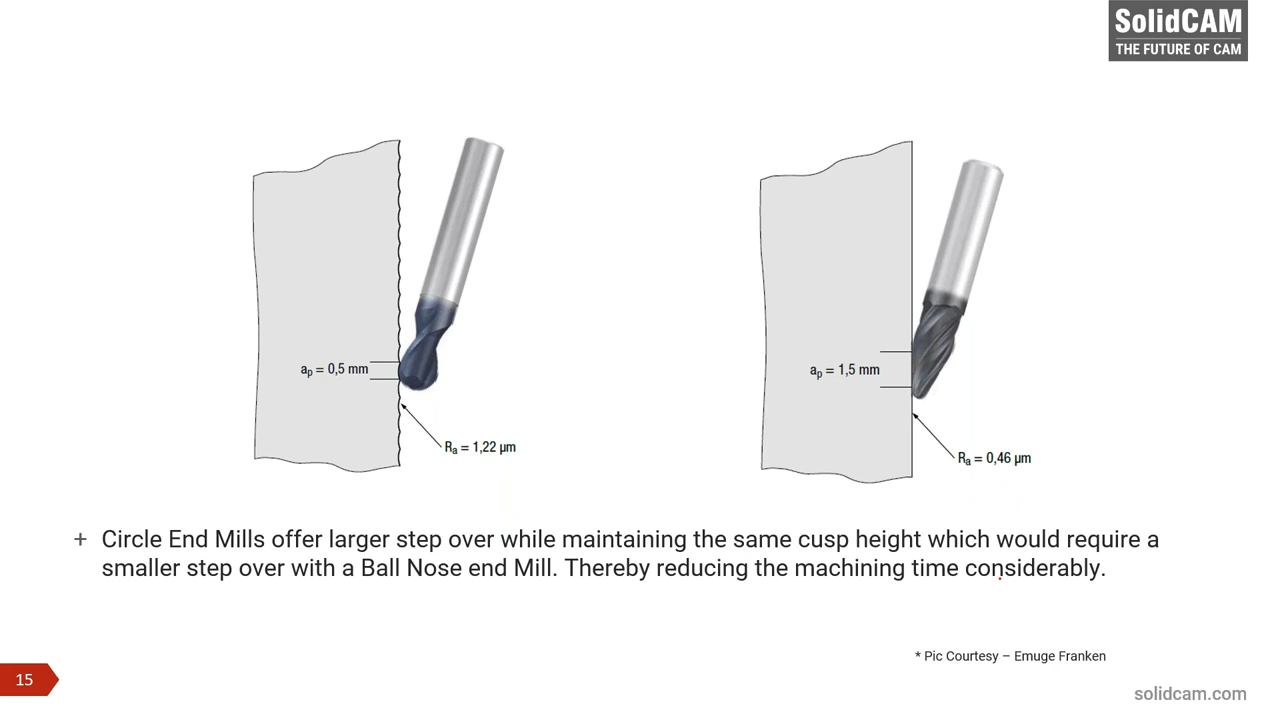 SolidCAM
THE FUTURE OF CAM
ap = 0,5 mm
Ra = 1,22 µm
ap = 1,5 mm
Ra = 0,46 µm
+ Circle End Mills offer larger step over while maintaining the same cusp height which would require a
smaller step over with a Ball Nose end Mill. Thereby reducing the machining time considerably.
* Pic Courtesy – Emuge Franken
15
solidcam.com